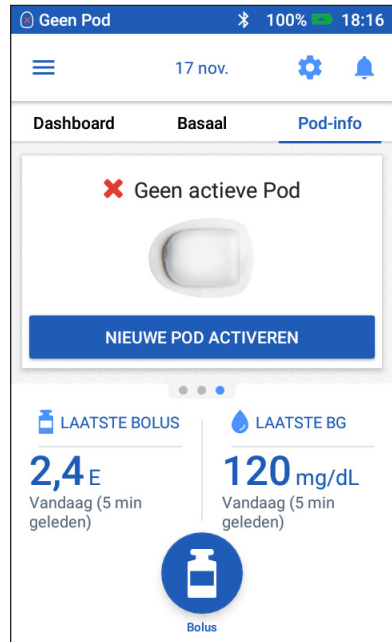 Geen Pod 100% 18:16
17 nov.
Dashboard Basaal Pod-info
Geen actieve Pod
NIEUWE POD ACTIVEREN
LAATSTE BOLUS LAATSTE BG
2,4 E 120 mg/dL
Vandaag (5 min Vandaag (5 min
geleden) geleden)
Bolus